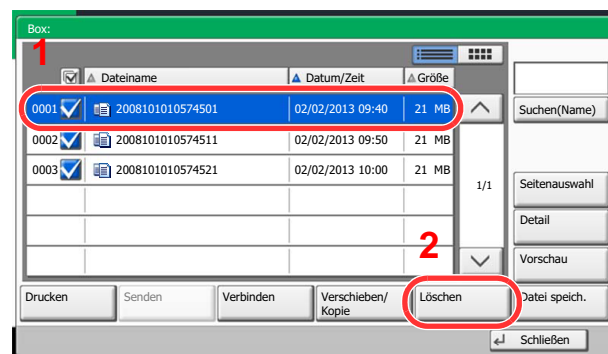 Box:
1
Dateiname Datum/Zeit Größe
0001 2008101010574501 02/02/2013 09:40 21 MB
Suchen(Name)
0002 2008101010574511 02/02/2013 09:50 21 MB
0003 2008101010574521 02/02/2013 10:00 21 MB
1/1
Seitenauswahl
Detail
2
Vorschau
Drucken Senden Verbinden Verschieben/ Löschen Datei speich.
Kopie
Schließen